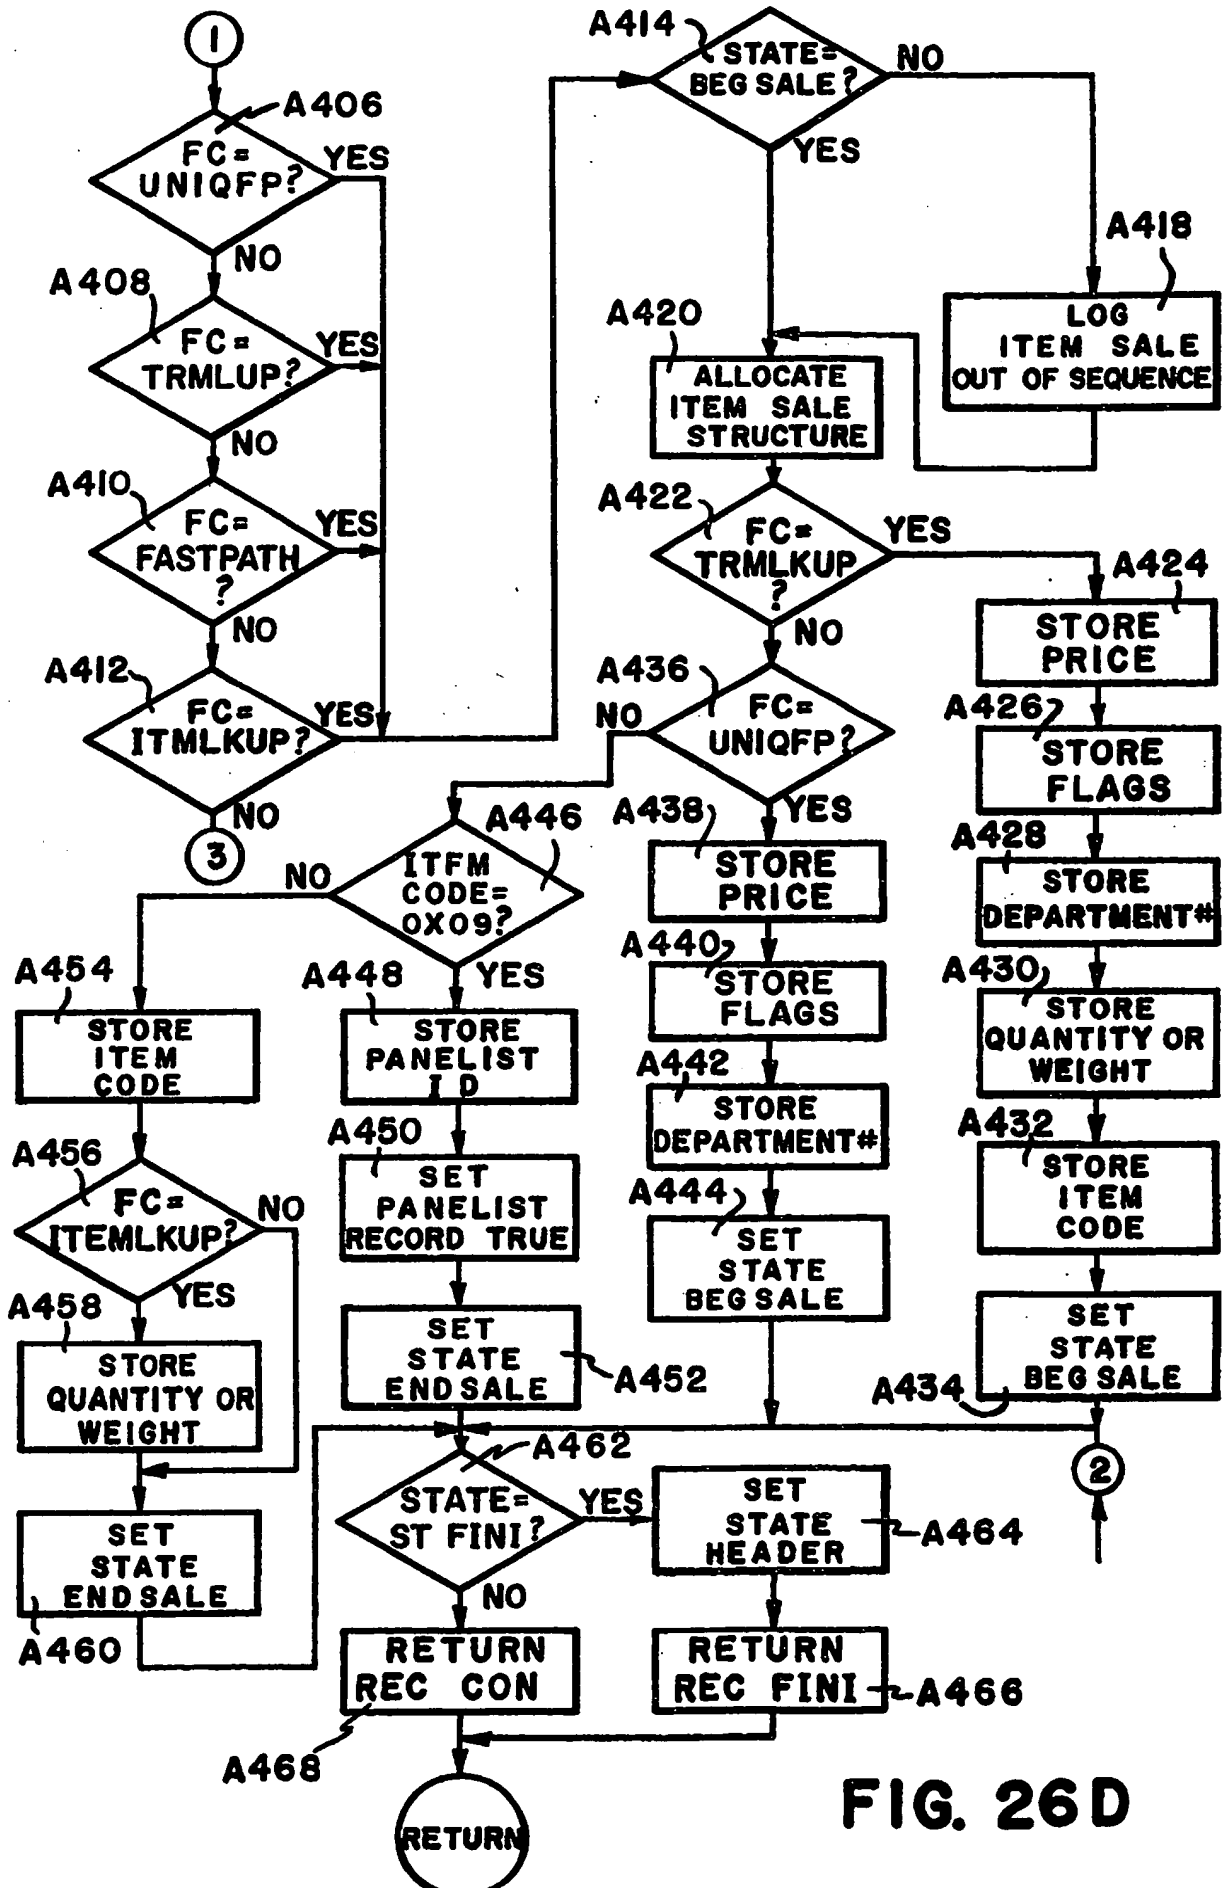 1
A406
FC=
UNIQFP?
YES
NO
A408
FC=
TRMLUP?
YES
NO
A410
FC=
FASTPATH
?
YES
NO
A412
FC=
ITMLKUP?
YES
NO
3
A414
STATE=
BEG SALE?
NO
YES
A418
LOG
ITEM SALE
OUT OF SEQUENCE
A420
ALLOCATE
ITEM SALE
STRUCTURE
A422
FC=
TRMLKUP
?
YES
NO
A424
STORE
PRICE
A426
STORE
FLAGS
A428
STORE
DEPARTMENT#
A430
STORE
QUANTITY OR
WEIGHT
A432
STORE
ITEM
CODE
SET
STATE
BEG SALE
A434
2
A436
FC=
UNIQFP?
NO
YES
A438
STORE
PRICE
A440
STORE
FLAGS
A442
STORE
DEPARTMENT#
A444
SET
STATE
BEG SALE
A446
ITFM
CODE=
OX09?
NO
YES
A448
STORE
PANELIST
ID
A450
SET
PANELIST
RECORD TRUE
SET
STATE
END SALE
A452
A454
STORE
ITEM
CODE
A456
FC=
ITEMLKUP?
NO
YES
A458
STORE
QUANTITY OR
WEIGHT
SET
STATE
END SALE
A460
A462
STATE=
ST FINI?
YES
NO
SET
STATE
HEADER
A464
RETURN
REC FINI
A466
RETURN
REC CON
A468
RETURN
FIG. 26D